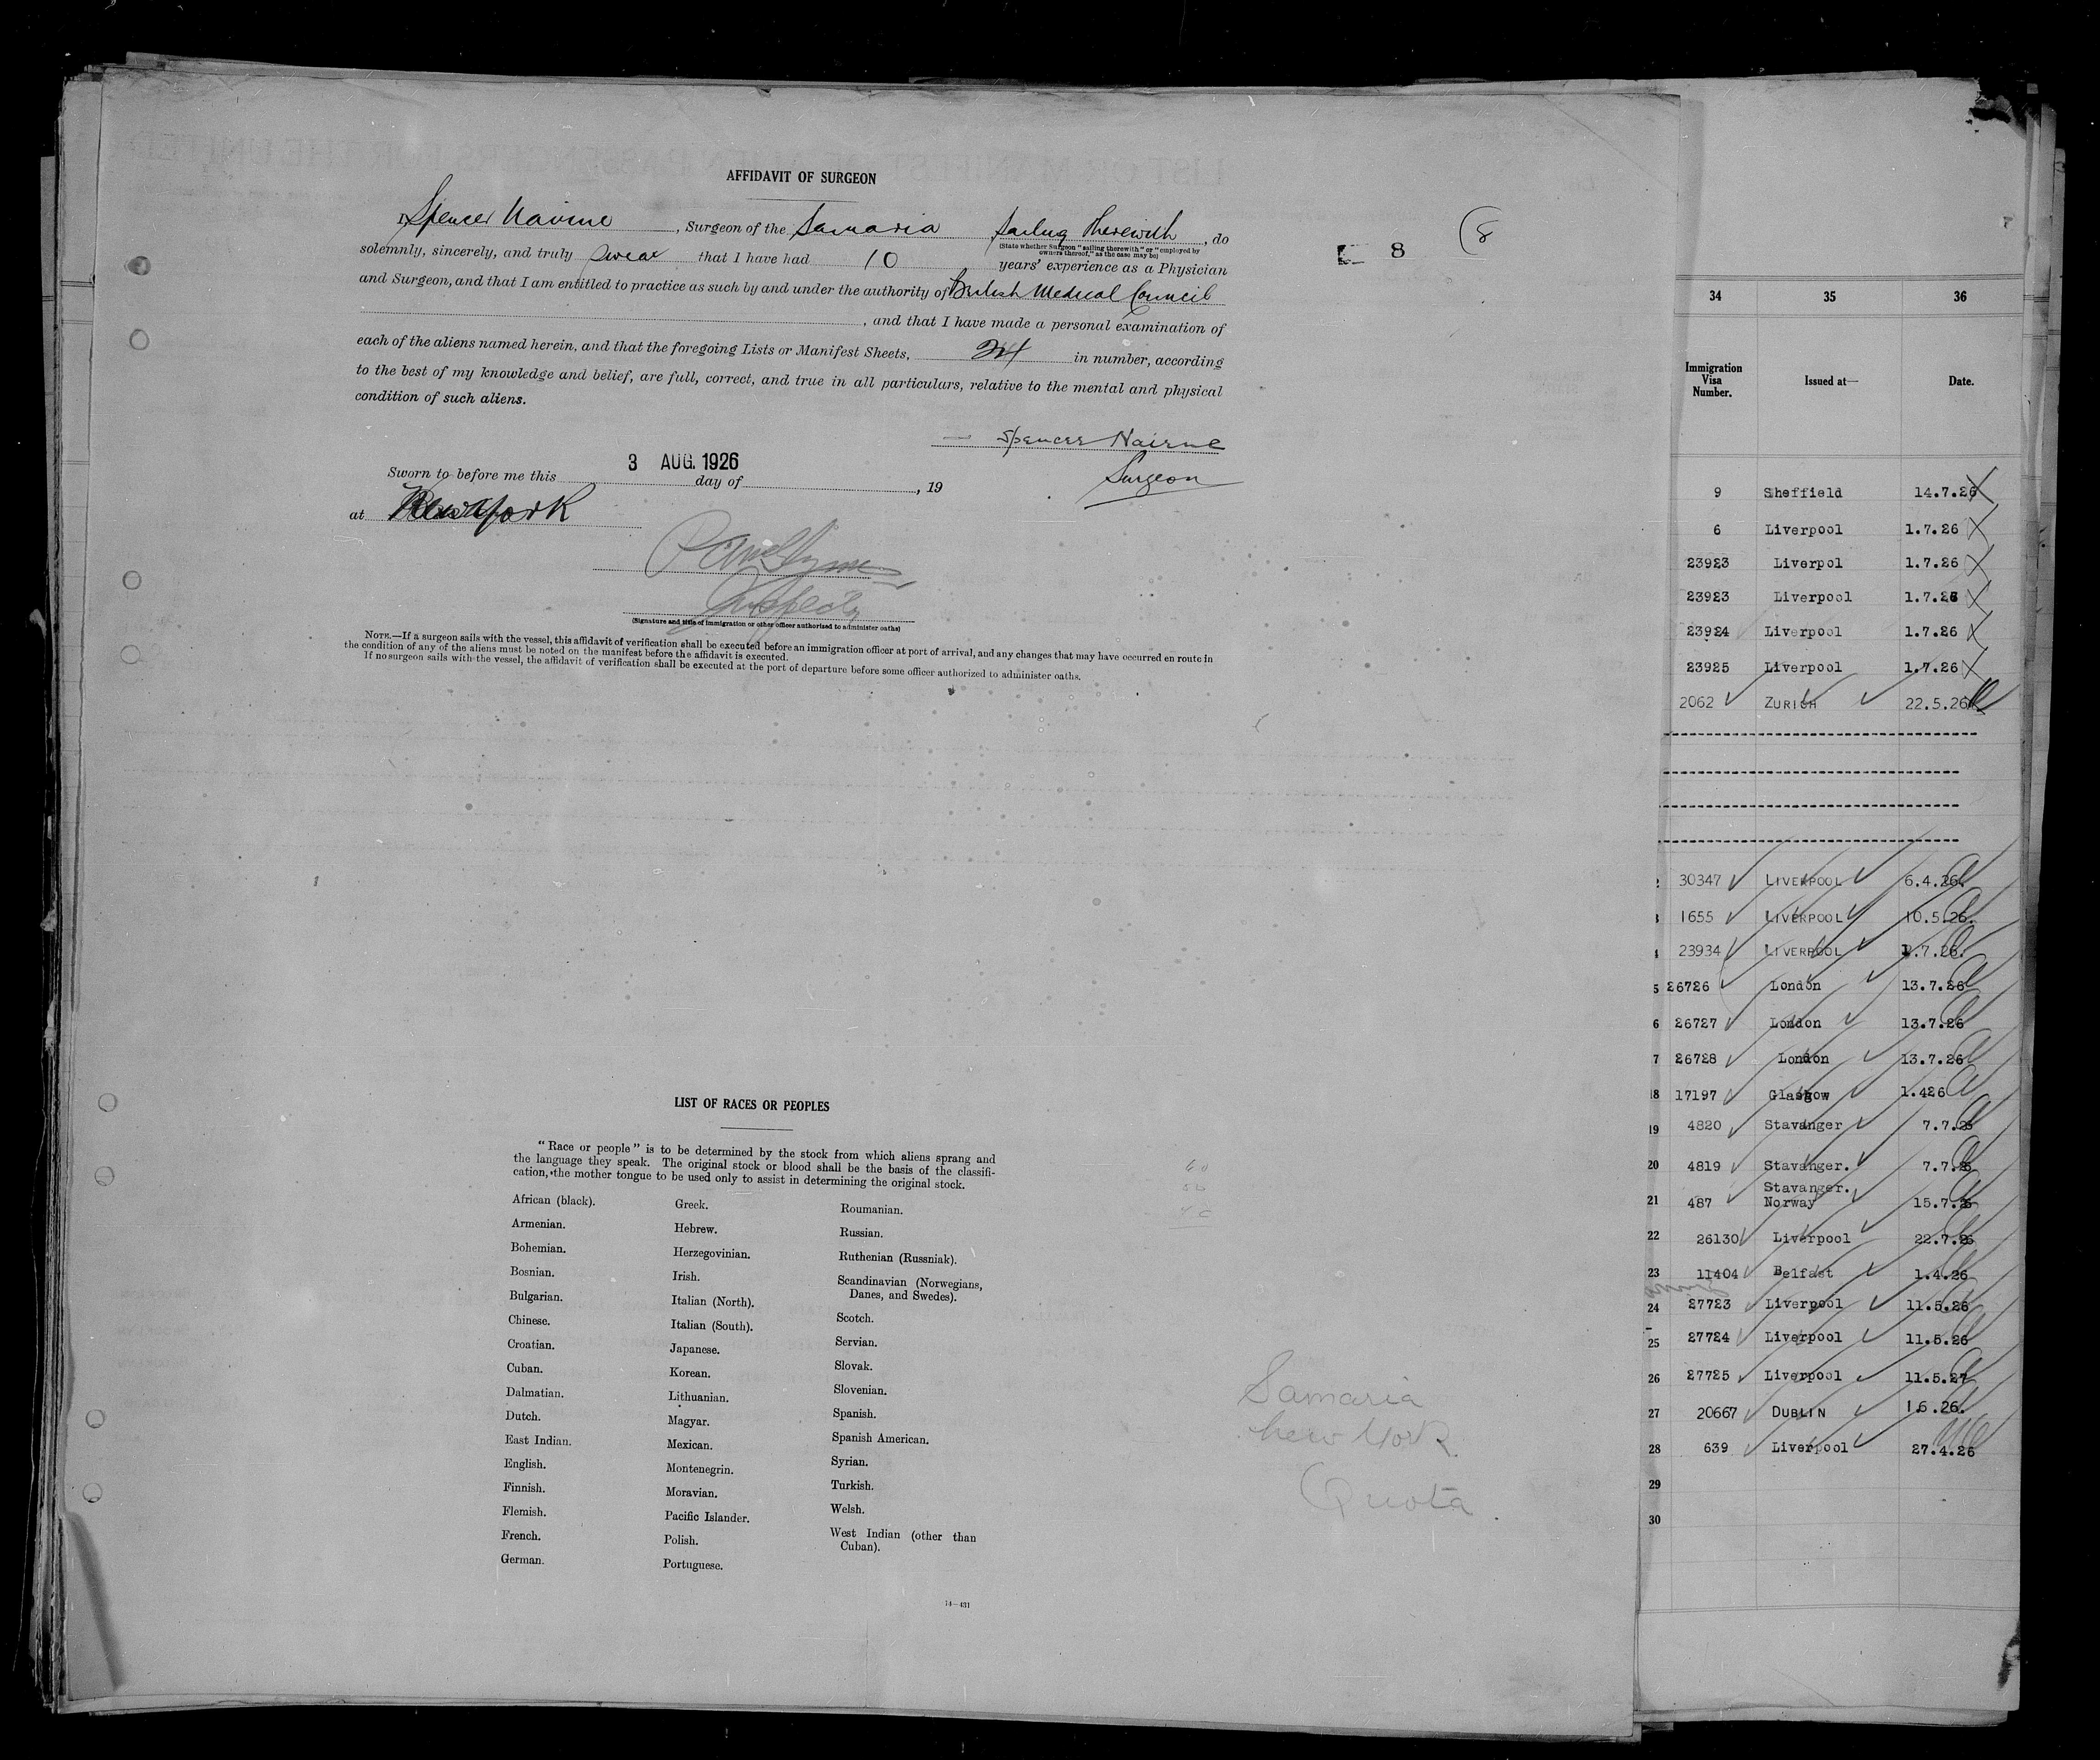 AFFIDAVIT OF SURGEON
I, Spencer Nairne, Surgeon of the Samaria Sailing Therewith, do
(State whether Surgeon "sailing therewith" or "employed by
owners thereof," as the case may be)
solemnly, sincerely, and truly swear that I have had 10 years' experience as a Physician
and Surgeon, and that I am entitled to practice as such by and under the authority of British Medical Council
, and that I have made a personal examination of
each of the aliens named herein, and that the foregoing Lists or Manifest Sheets, 24 in number, according
to the best of my knowledge and belief, are full, correct, and true in all particulars, relative to the mental and physical
condition of such aliens.
Spencer Nairne
Surgeon
Sworn to before me this 3 AUG. 1926 day of , 19
at New York
Inspector
(Signature and title of immigration or other officer authorized to administer oaths)
NOTE.—If a surgeon sails with the vessel, this affidavit of verification shall be executed before an immigration officer at port of arrival, and any changes that may have occurred en route in
the condition of any of the aliens must be noted on the manifest before the affidavit is executed.
If no surgeon sails with the vessel, the affidavit of verification shall be executed at the port of departure before some officer authorized to administer oaths.
8
8
LIST OF RACES OR PEOPLES
"Race or people" is to be determined by the stock from which aliens sprang and
the language they speak. The original stock or blood shall be the basis of the classifi-
cation, the mother tongue to be used only to assist in determining the original stock.
African (black).
Armenian.
Bohemian.
Bosnian.
Bulgarian.
Chinese.
Croatian.
Cuban.
Dalmatian.
Dutch.
East Indian.
English.
Finnish.
Flemish.
French.
German.
Greek.
Hebrew.
Herzegovinian.
Irish.
Italian (North).
Italian (South).
Japanese.
Korean.
Lithuanian.
Magyar.
Mexican.
Montenegrin.
Moravian.
Pacific Islander.
Polish.
Portuguese.
Roumanian.
Russian.
Ruthenian (Russniak).
Scandinavian (Norwegians,
Danes, and Swedes).
Scotch.
Servian.
Slovak.
Slovenian.
Spanish.
Spanish American.
Syrian.
Turkish.
Welsh.
West Indian (other than
Cuban).
14—431
Samaria
New York
Quota
34 35 36
Immigration
Visa
Number.
Issued at—
Date.
9 Sheffield 14.7.26
6 Liverpool 1.7.26
23923 Liverpol 1.7.26
23923 Liverpool 1.7.26
23924 Liverpool 1.7.26
23925 Liverpool 1.7.26
2062 ZURICH 22.5.26
30347 LIVERPOOL 6.4.26.
1655 LIVERPOOL 10.5.26.
23934 LIVERPOOL 1.7.26.
5 26726 London 13.7.26
6 26727 London 13.7.26
7 26728 London 13.7.26
18 17197 Glasgow 1.426
19 4820 Stavanger 7.7.26
20 4819 Stavanger. 7.7.26
Stavanger.
21 487 Norway 15.7.26
22 26130 Liverpool 22.7.26
23 11404 Belfast 1.4.26
24 27723 Liverpool 11.5.26
25 27724 Liverpool 11.5.26
26 27725 Liverpool 11.5.27
27 20667 DUBLIN 1.6.26.
28 639 Liverpool 27.4.26
29
30